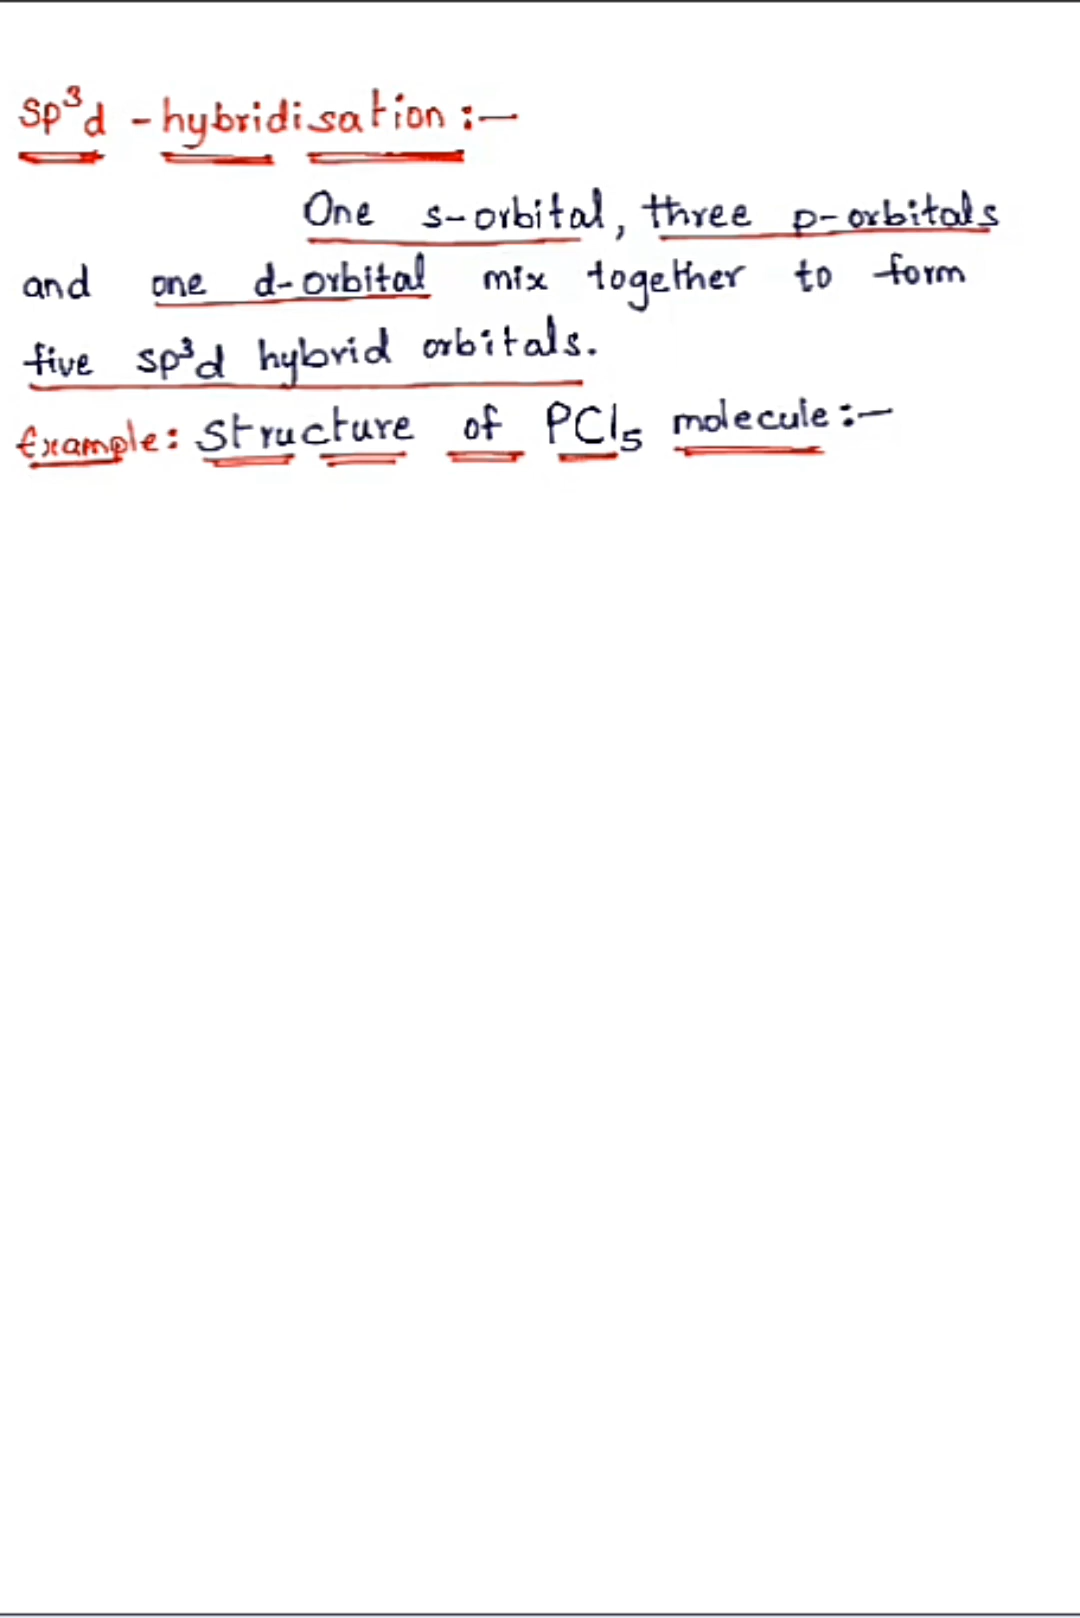 sp³d - hybridisation :-
One s-orbital, three p-orbitals
and one d-orbital mix together to form
five sp³d hybrid orbitals.
Example: Structure of PCl₅ molecule :-